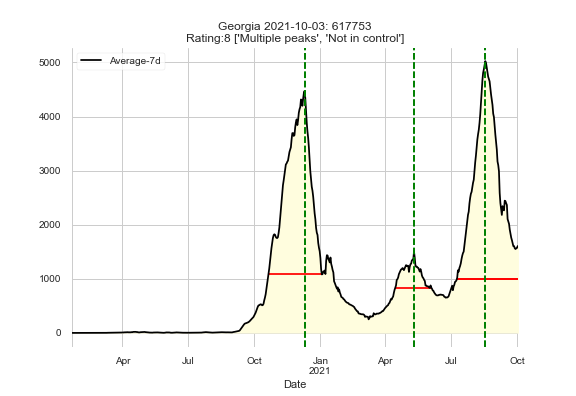 Georgia 2021-10-03: 617753
Rating:8 ['Multiple peaks', 'Not in control']
Average-7d
5000
4000
3000
2000
1000
0
Apr Jul Oct Jan Apr Jul Oct
2021
Date